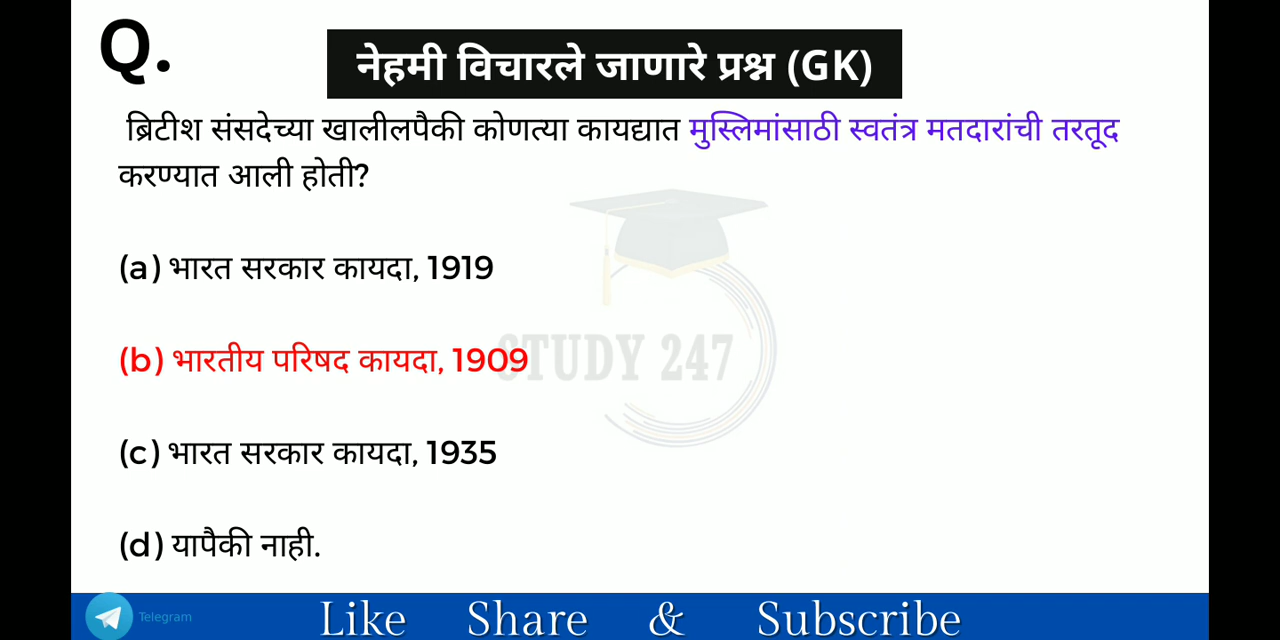 Q.
नेहमी विचारले जाणारे प्रश्न (GK)
ब्रिटीश संसदेच्या खालीलपैकी कोणत्या कायद्यात मुस्लिमांसाठी स्वतंत्र मतदारांची तरतूद
करण्यात आली होती?
(a) भारत सरकार कायदा, 1919
(b) भारतीय परिषद कायदा, 1909
STUDY 247
(c) भारत सरकार कायदा, 1935
(d) यापैकी नाही.
Telegram
Like Share & Subscribe